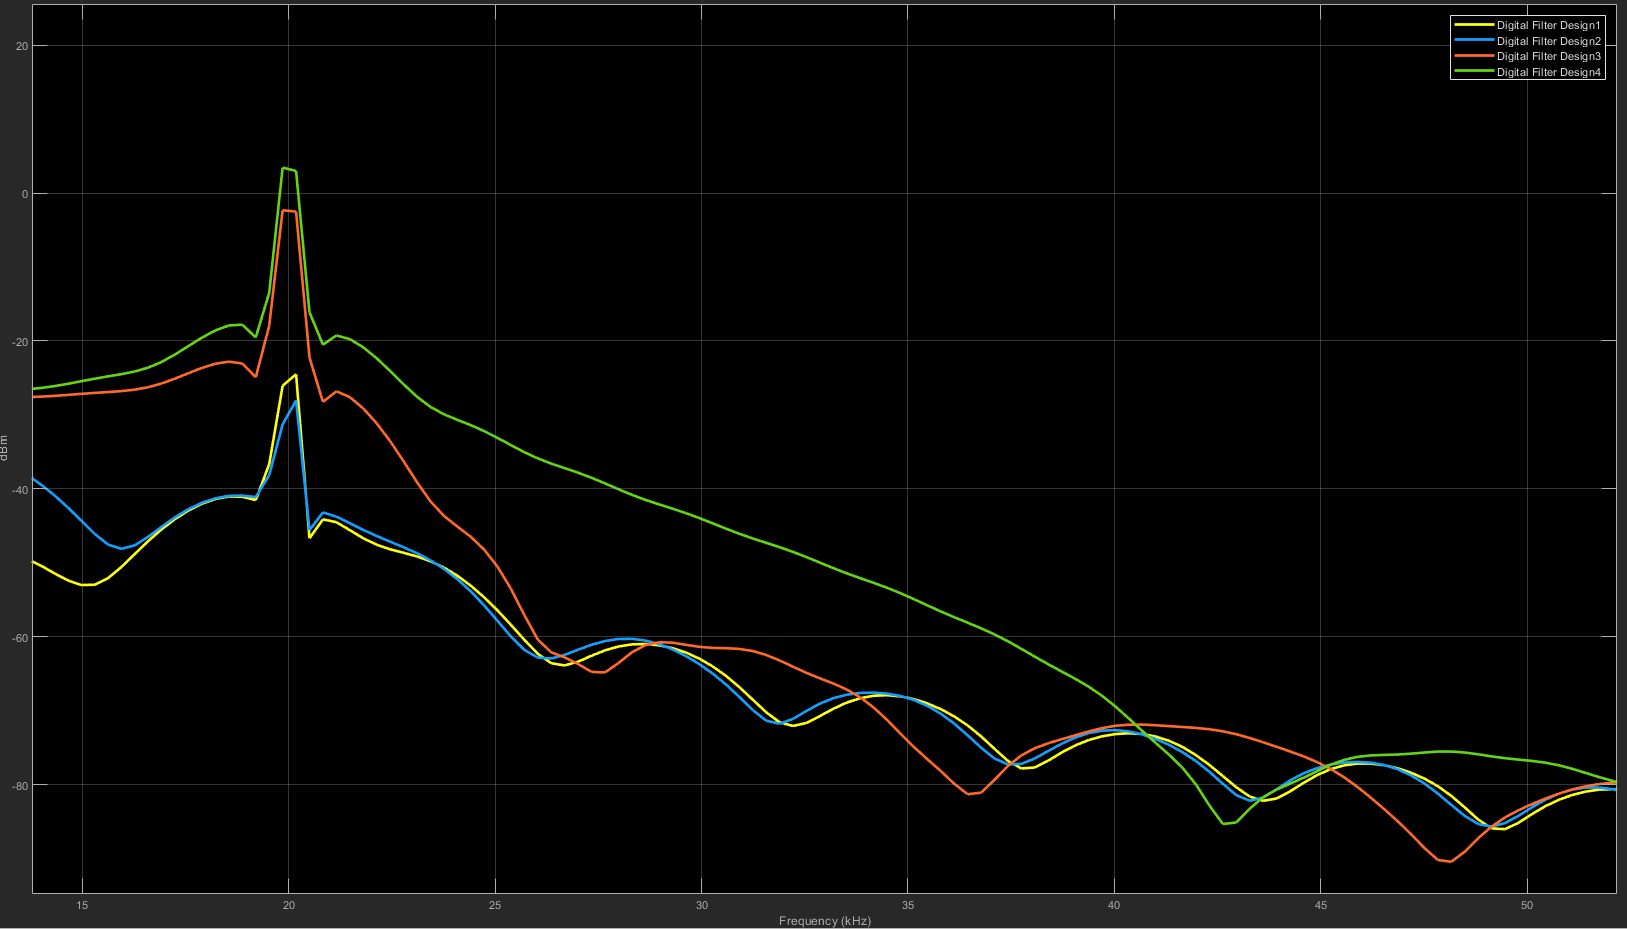 Digital Filter Design1
Digital Filter Design2
Digital Filter Design3
Digital Filter Design4
20
0
-20
-40
-60
-80
dBm
15
20
25
30
35
40
45
50
Frequency (kHz)